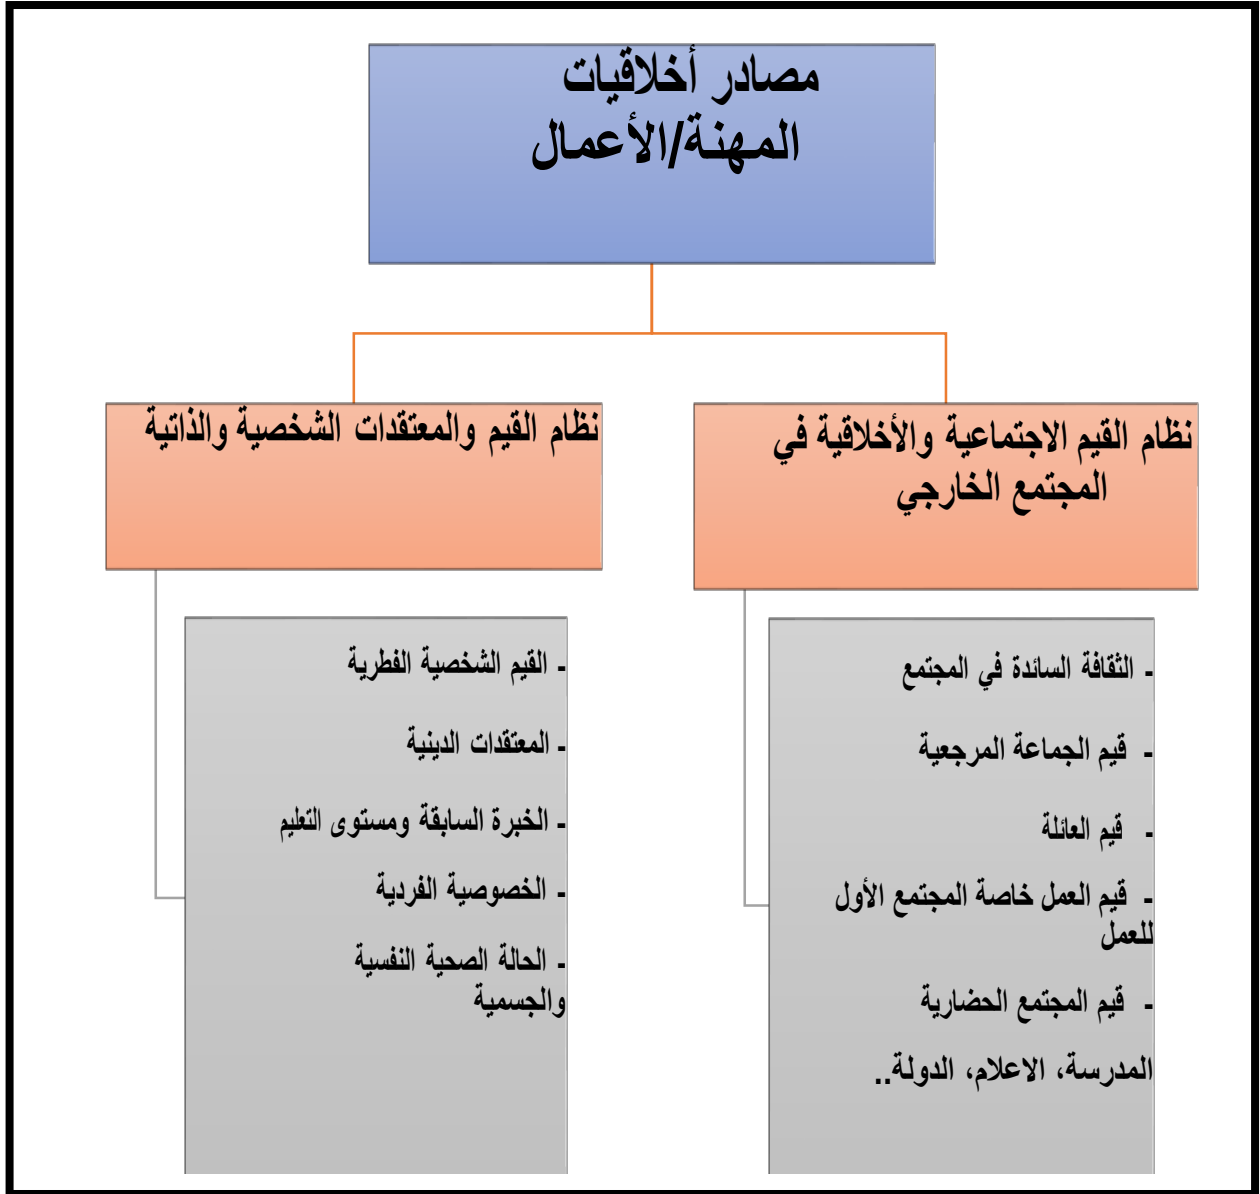 مصادر أخلاقيات
المهنة/الأعمال
نظام القيم الاجتماعية والأخلاقية في
المجتمع الخارجي
- الثقافة السائدة في المجتمع
- قيم الجماعة المرجعية
- قيم العائلة
- قيم العمل خاصة المجتمع الأول
للعمل
- قيم المجتمع الحضارية
المدرسة، الاعلام، الدولة..
نظام القيم والمعتقدات الشخصية والذاتية
- القيم الشخصية الفطرية
- المعتقدات الدينية
- الخبرة السابقة ومستوى التعليم
- الخصوصية الفردية
- الحالة الصحية النفسية
والجسمية